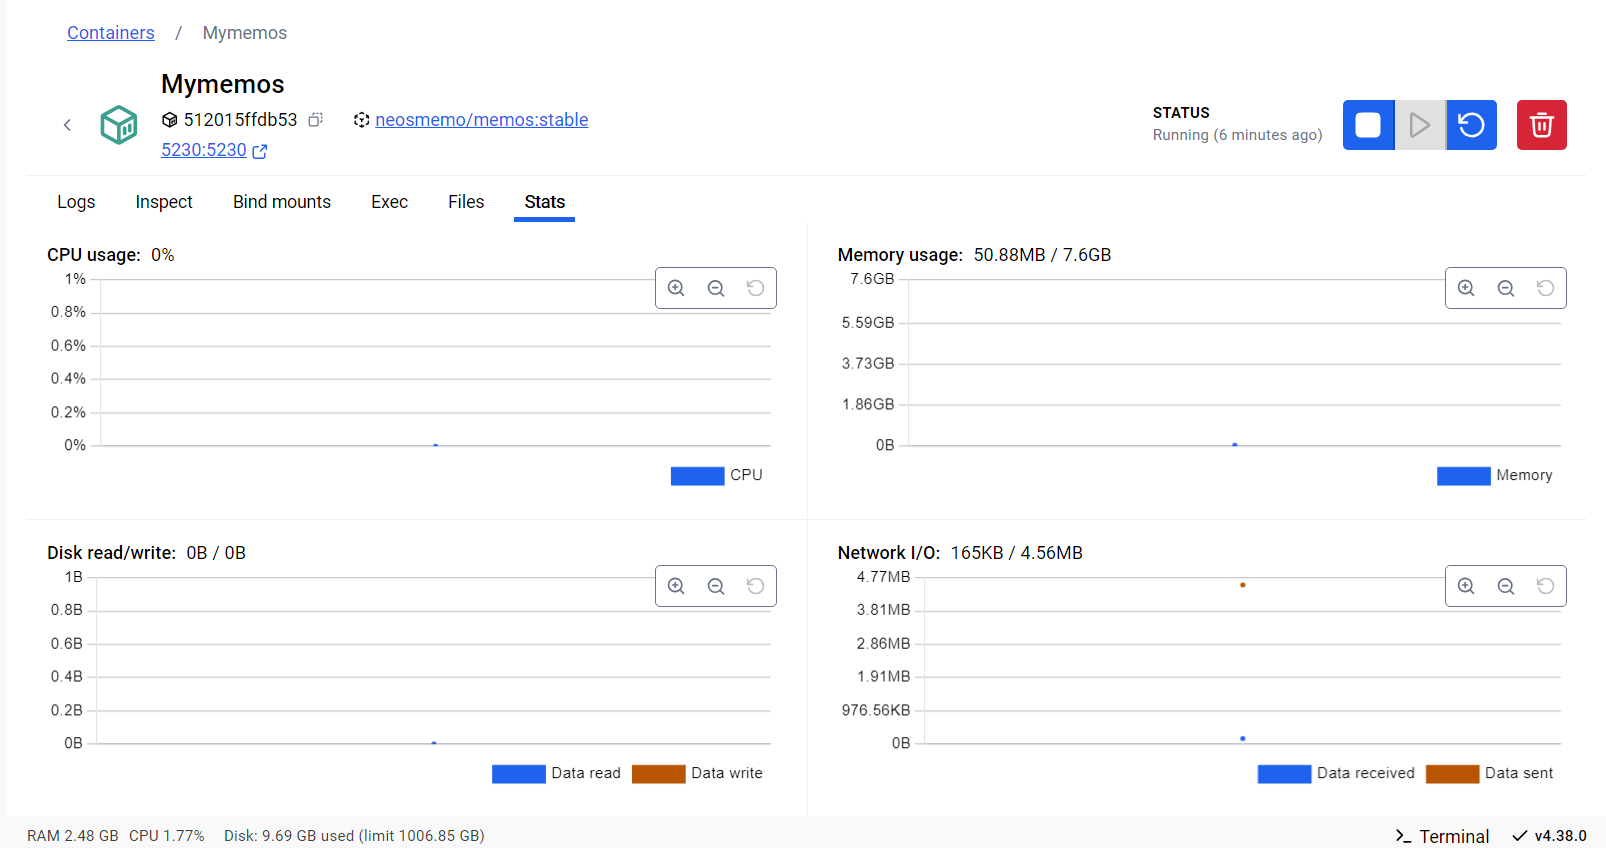 Containers / Mymemos
Mymemos
512015ffdb53 neosmemo/memos:stable
5230:5230
STATUS
Running (6 minutes ago)
Logs Inspect Bind mounts Exec Files Stats
CPU usage: 0%
1%
0.8%
0.6%
0.4%
0.2%
0%
CPU
Memory usage: 50.88MB / 7.6GB
7.6GB
5.59GB
3.73GB
1.86GB
0B
Memory
Disk read/write: 0B / 0B
1B
0.8B
0.6B
0.4B
0.2B
0B
Data read Data write
Network I/O: 165KB / 4.56MB
4.77MB
3.81MB
2.86MB
1.91MB
976.56KB
0B
Data received Data sent
RAM 2.48 GB CPU 1.77% Disk: 9.69 GB used (limit 1006.85 GB)
Terminal v4.38.0